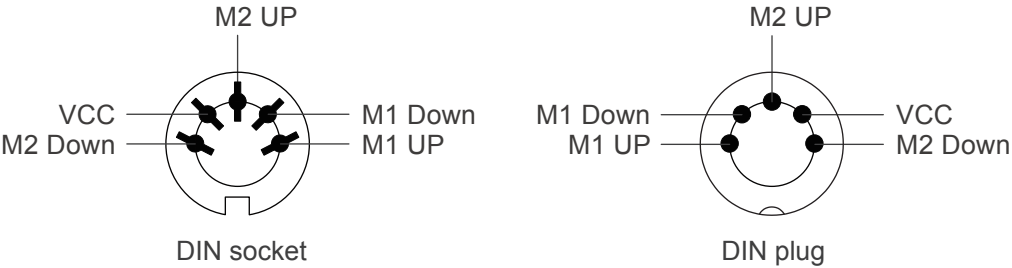 M2 UP
VCC
M1 Down
M2 Down
M1 UP
DIN socket
M2 UP
M1 Down
VCC
M1 UP
M2 Down
DIN plug